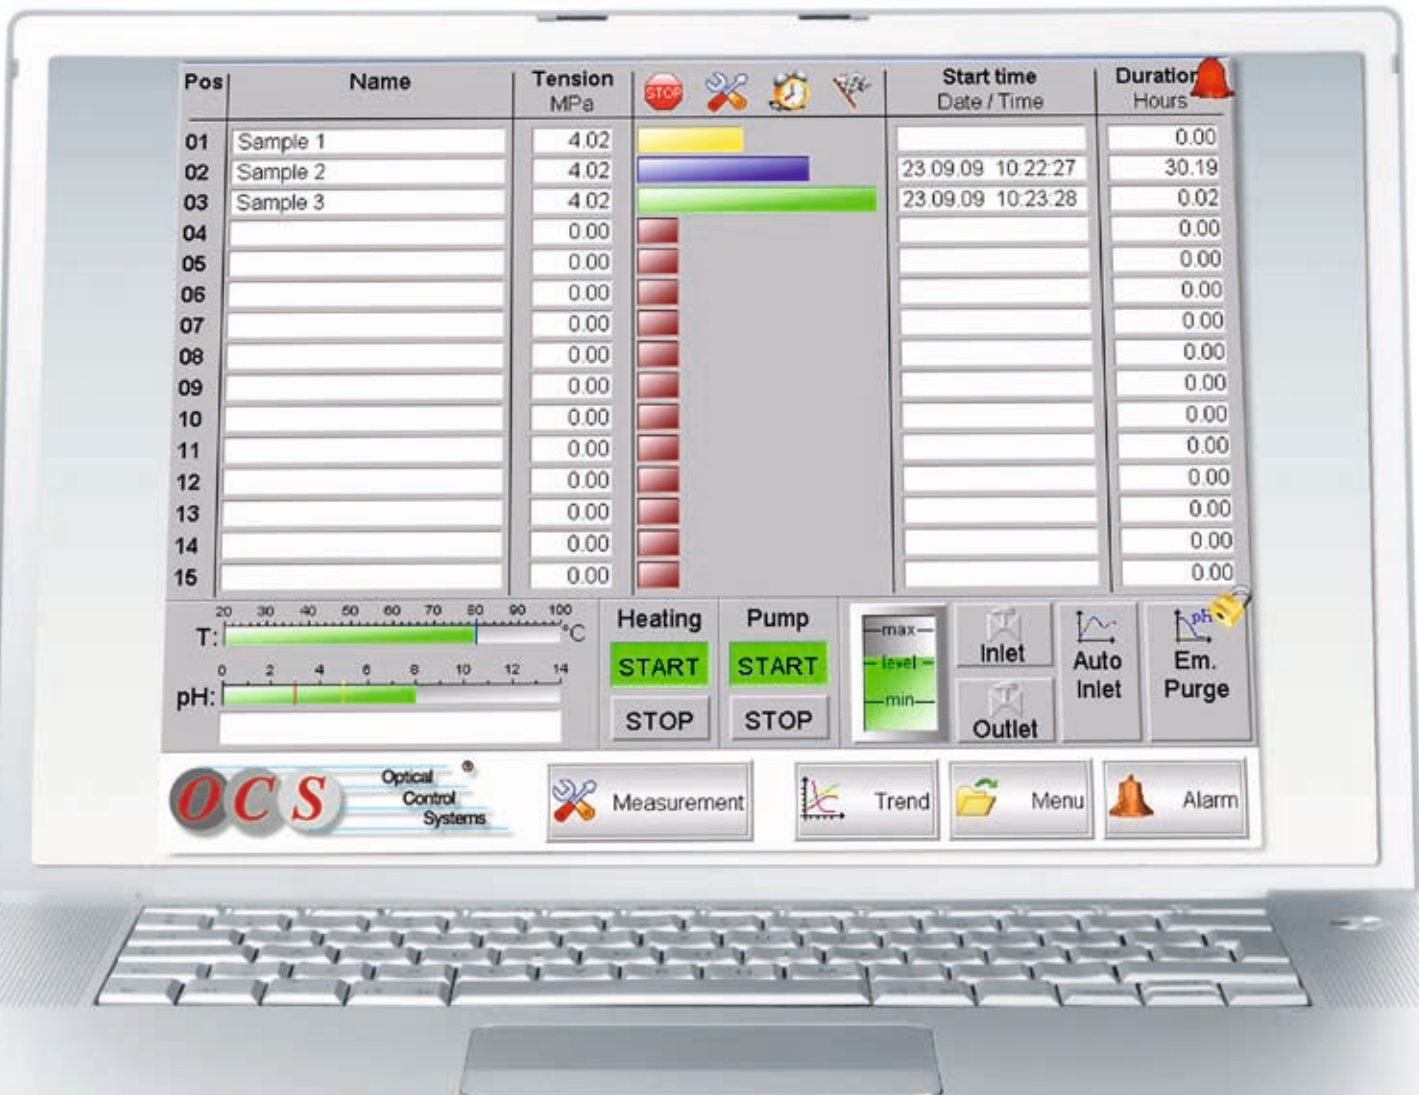 Pos Name Tension Start time Duration
MPa STOP Date / Time Hours
01 Sample 1 4.02 0.00
02 Sample 2 4.02 23.09.09 10:22:27 30.19
03 Sample 3 4.02 23.09.09 10:23:28 0.02
04 0.00 0.00
05 0.00 0.00
06 0.00 0.00
07 0.00 0.00
08 0.00 0.00
09 0.00 0.00
10 0.00 0.00
11 0.00 0.00
12 0.00 0.00
13 0.00 0.00
14 0.00 0.00
15 0.00 0.00
20 30 40 50 60 70 80 90 100
T: °C
0 2 4 6 8 10 12 14
pH:
Heating
START
STOP
Pump
START
STOP
max
level
min
Inlet
Outlet
Auto
Inlet
pH
Em.
Purge
OCS
Optical ®
Control
Systems
Measurement
Trend
Menu
Alarm